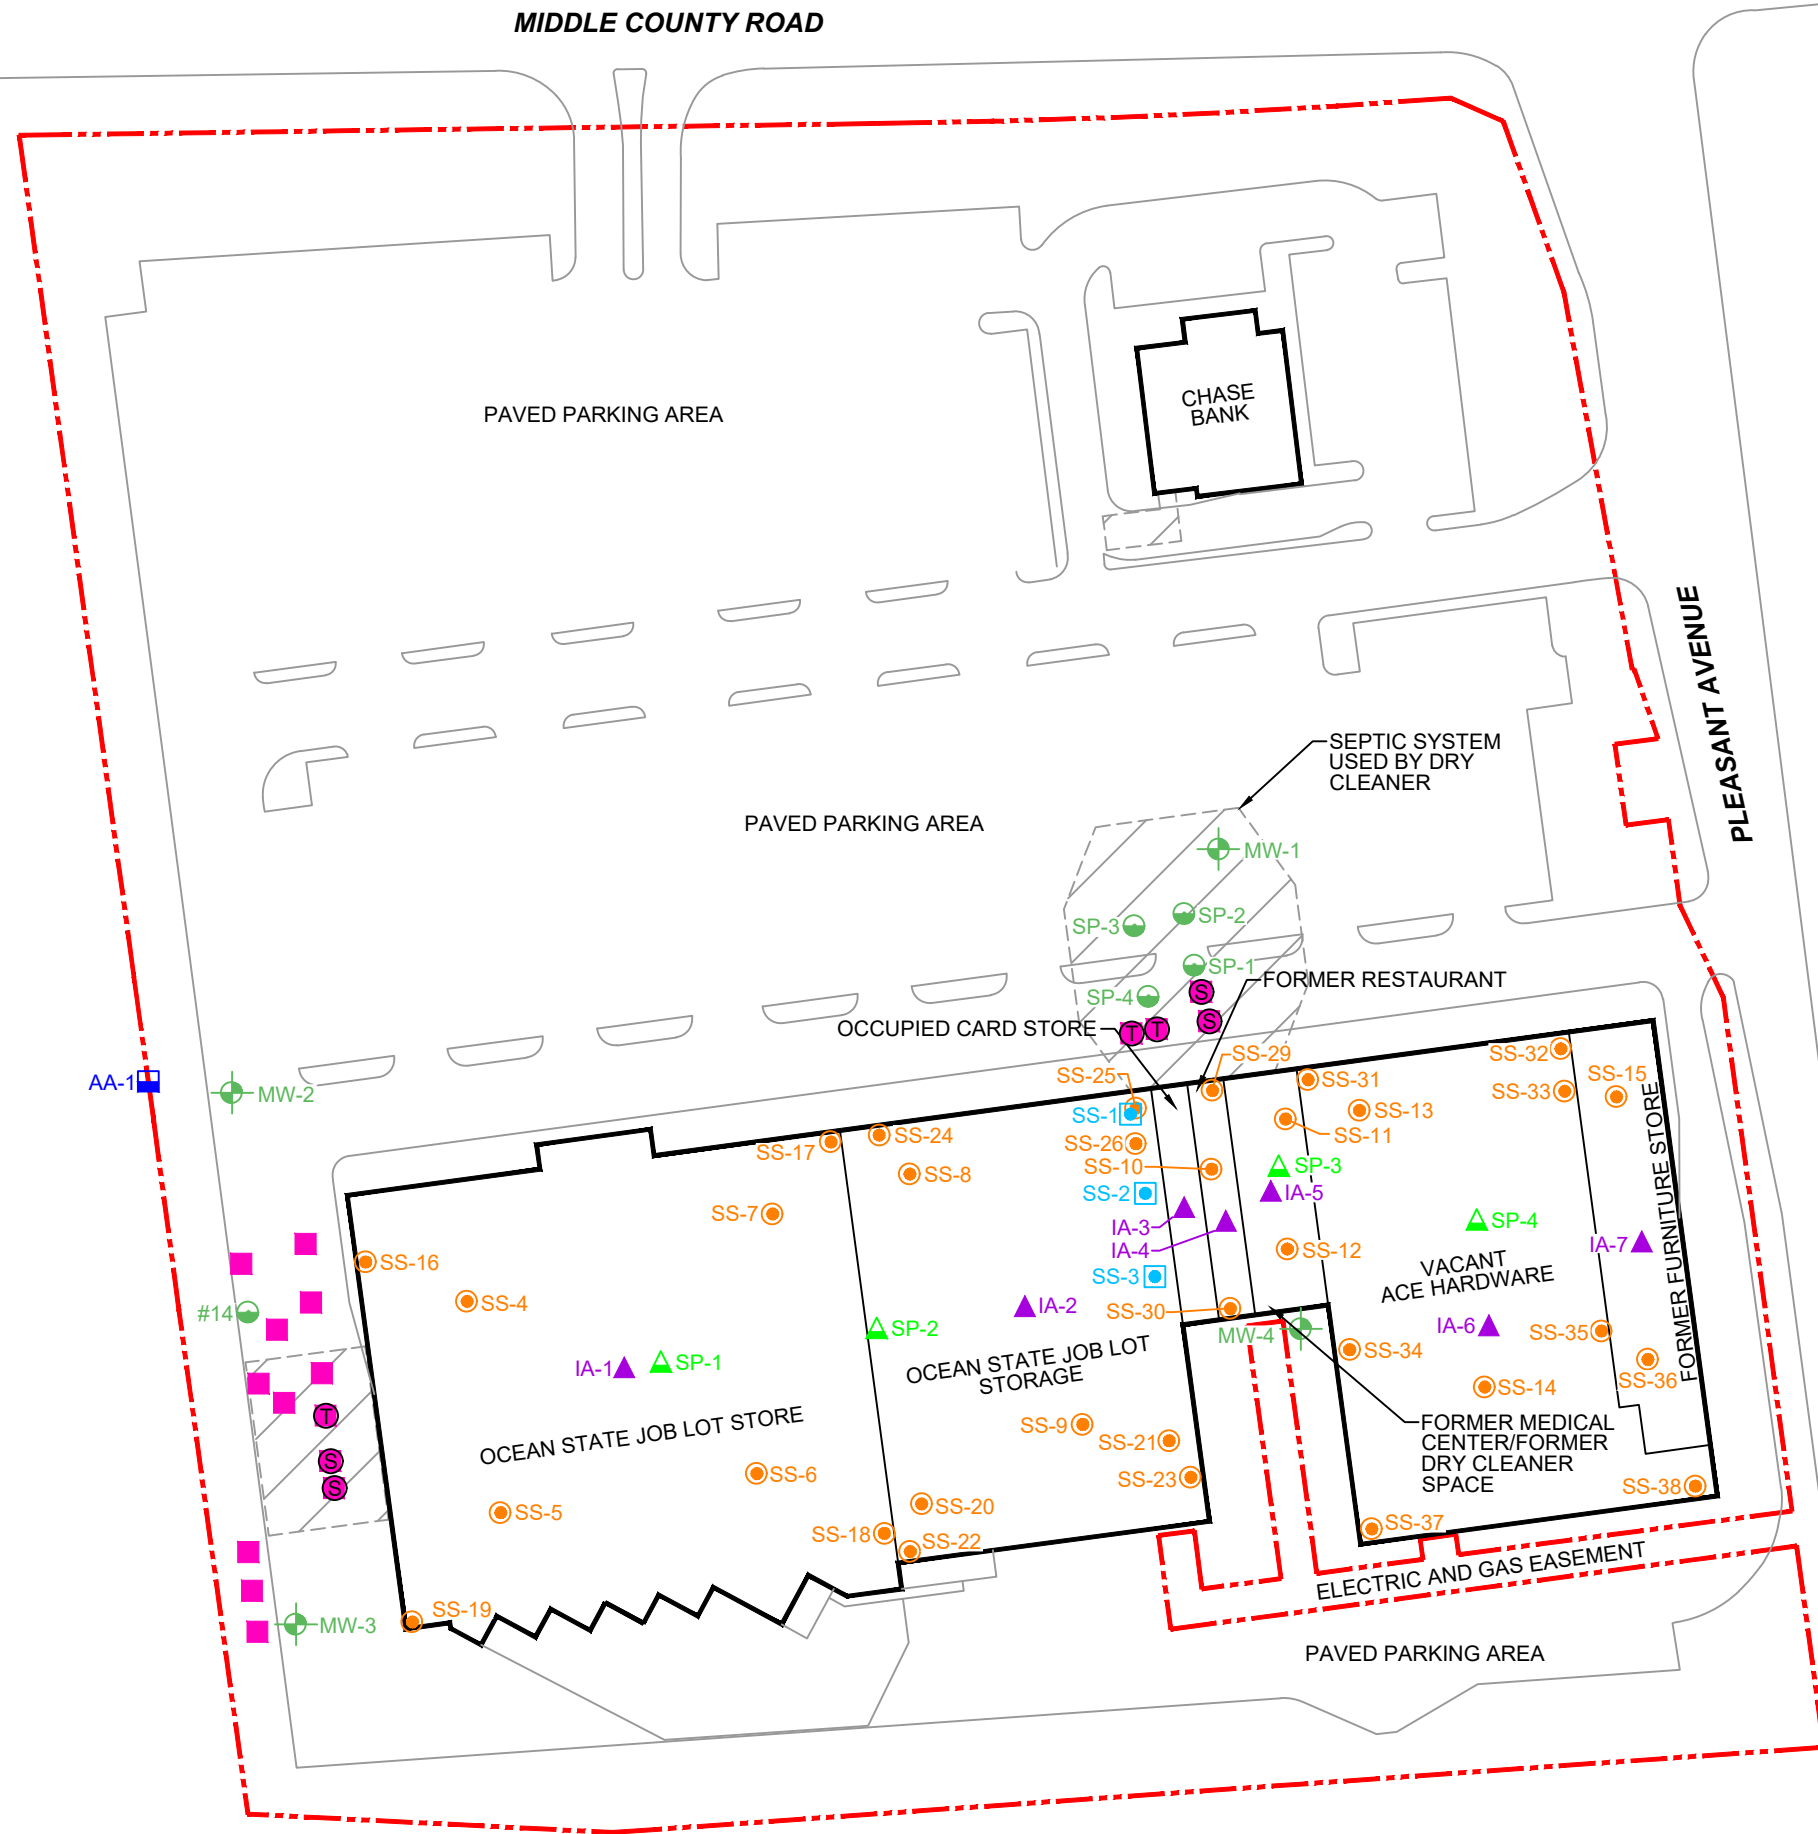 MIDDLE COUNTY ROAD
CHASE
BANK
PAVED PARKING AREA
PLEASANT AVENUE
SEPTIC SYSTEM
USED BY DRY
CLEANER
PAVED PARKING AREA
MW-1
SP-3
SP-2
SP-1
SP-4
S
FORMER RESTAURANT
OCCUPIED CARD STORE
T
T
S
SS-29
SS-32
SS-25
SS-31
SS-33
SS-15
AA-1
MW-2
SS-1
SS-13
SS-24
SS-11
SS-17
SS-26
SS-10
SP-3
SS-8
SS-2
IA-5
SS-7
IA-3
IA-4
SP-4
IA-7
SS-16
SS-12
VACANT
ACE HARDWARE
FORMER FURNITURE STORE
SS-3
SS-4
IA-2
SS-30
#14
SP-2
MW-4
IA-6
SS-35
SS-34
IA-1
SP-1
OCEAN STATE JOB LOT
STORAGE
SS-36
SS-14
T
OCEAN STATE JOB LOT STORE
SS-9
SS-21
FORMER MEDICAL
CENTER/FORMER
DRY CLEANER
SPACE
S
S
SS-6
SS-23
SS-38
SS-5
SS-20
SS-18
SS-22
SS-37
ELECTRIC AND GAS EASEMENT
SS-19
MW-3
PAVED PARKING AREA